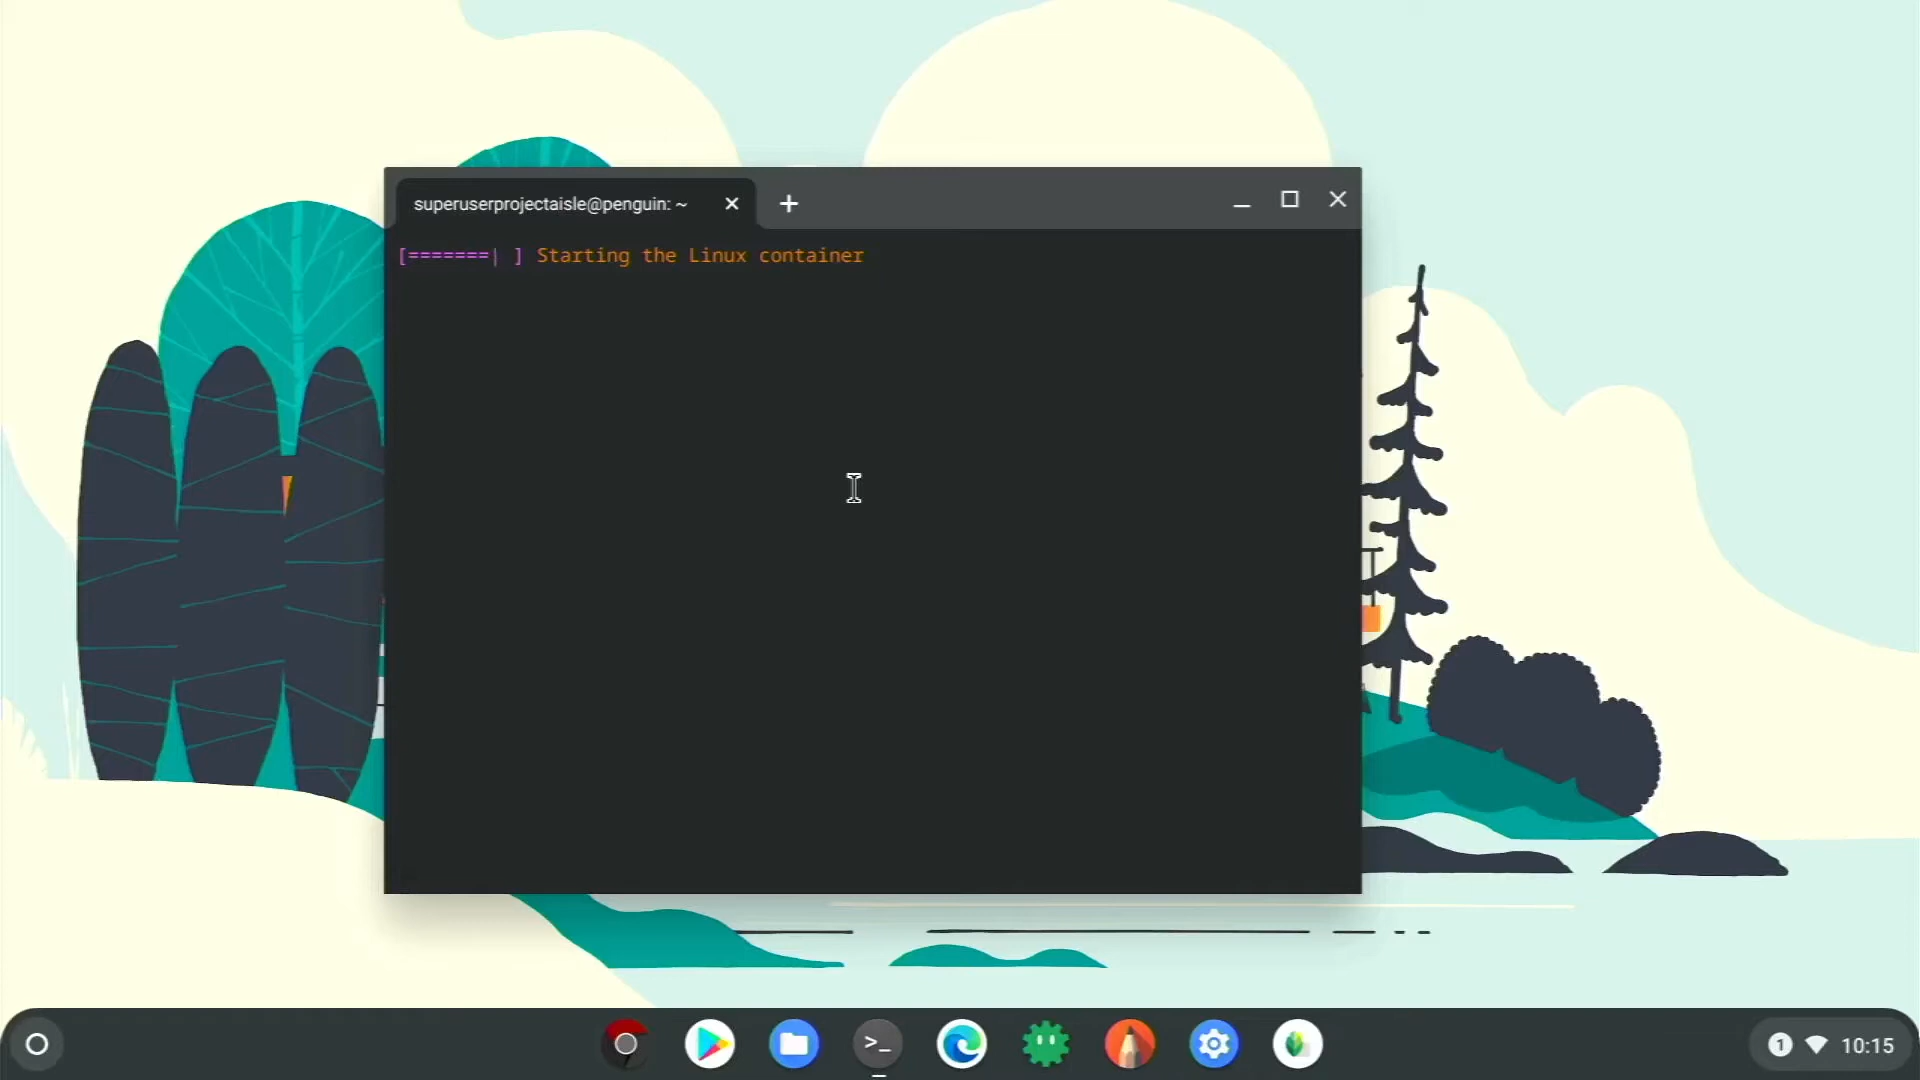 superuserprojectaisle@penguin: ~
[=======| ] Starting the Linux container
>_
1 10:15